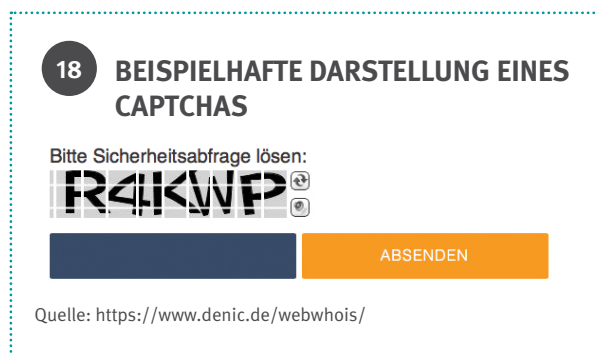 18 BEISPIELHAFTE DARSTELLUNG EINES
CAPTCHAS
Bitte Sicherheitsabfrage lösen:
R4KWP
ABSENDEN
Quelle: https://www.denic.de/webwhois/